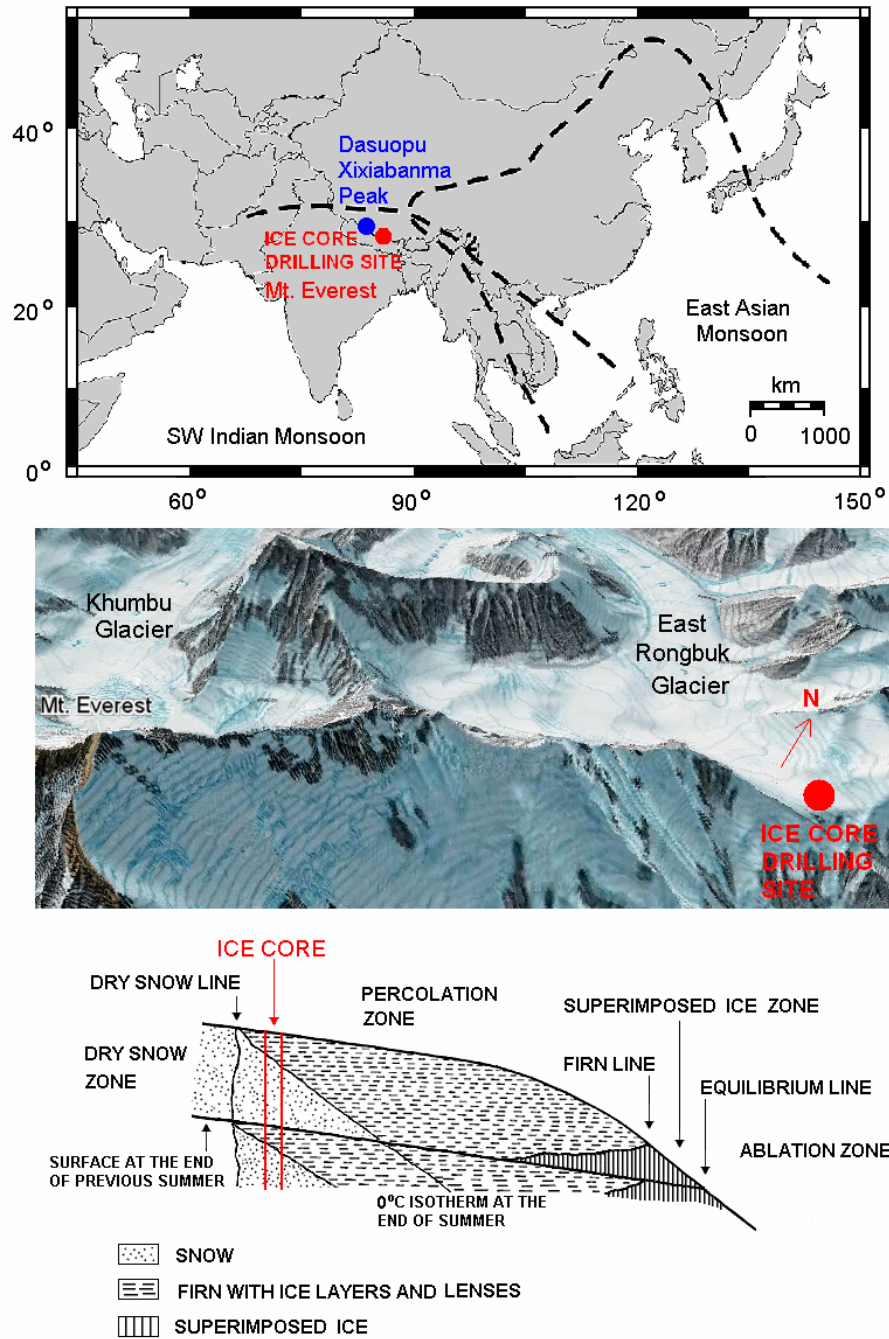 40°
20°
0°
60°
90°
120°
150°
Dasuopu
Xixiabanma
Peak
ICE CORE
DRILLING SITE
Mt. Everest
East Asian
Monsoon
km
0 1000
SW Indian Monsoon
Khumbu
Glacier
East
Rongbuk
Glacier
Mt. Everest
N
ICE CORE
DRILLING
SITE
ICE CORE
DRY SNOW LINE
PERCOLATION
ZONE
SUPERIMPOSED ICE ZONE
DRY SNOW
ZONE
FIRN LINE
EQUILIBRIUM LINE
ABLATION ZONE
SURFACE AT THE END
OF PREVIOUS SUMMER
0°C ISOTHERM AT THE
END OF SUMMER
SNOW
FIRN WITH ICE LAYERS AND LENSES
SUPERIMPOSED ICE